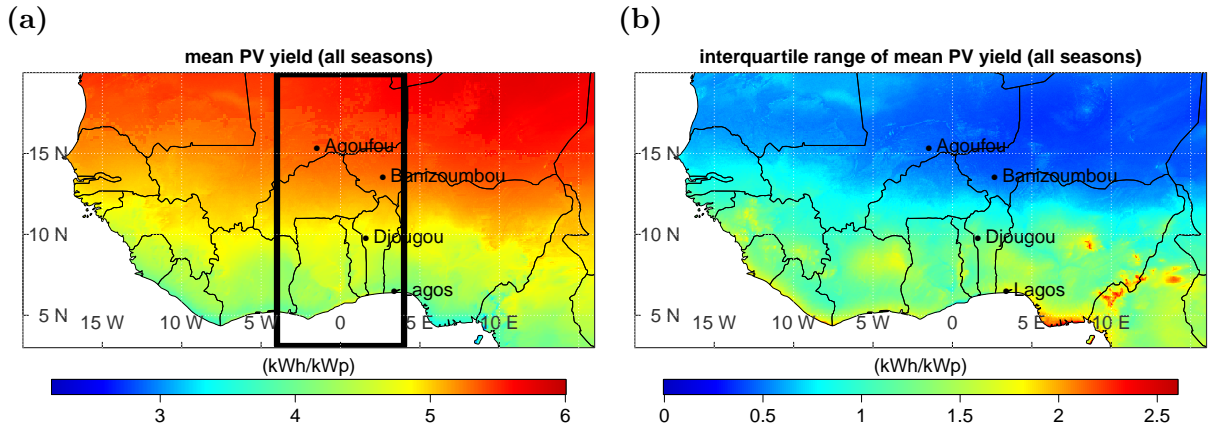 (a)
mean PV yield (all seasons)
15 N
10 N
5 N
15 W
10 W
5 W
0
5 E
10 E
Agoufou
Banizoumbou
Djougou
Lagos
(kWh/kWp)
3 4 5 6
(b)
interquartile range of mean PV yield (all seasons)
15 N
10 N
5 N
15 W
10 W
5 W
0
5 E
10 E
Agoufou
Banizoumbou
Djougou
Lagos
(kWh/kWp)
0 0.5 1 1.5 2 2.5